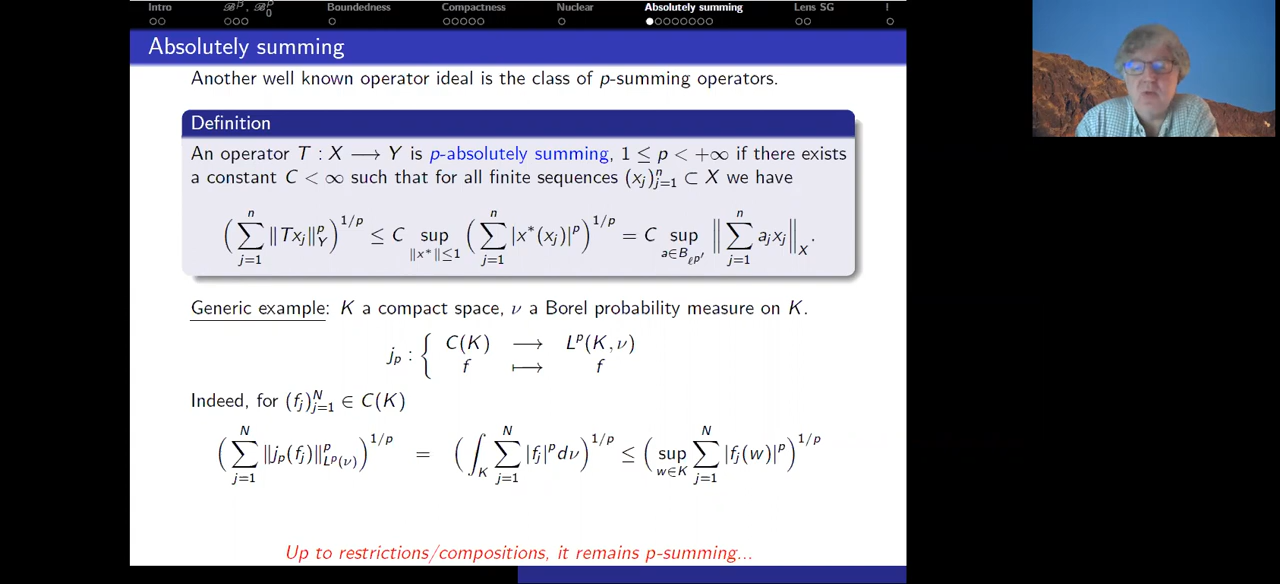 Intro ℬᵖ, ℬ₀ᵖ Boundedness Compactness Nuclear Absolutely summing Lens SG !
Absolutely summing
Another well known operator ideal is the class of p-summing operators.
Definition
An operator T : X ⟶ Y is p-absolutely summing, 1 ≤ p < +∞ if there exists
a constant C < ∞ such that for all finite sequences (x_j)_{j=1}^n ⊂ X we have
(∑_{j=1}^n ‖Tx_j‖_Y^p)^{1/p} ≤ C sup_{‖x*‖≤1} (∑_{j=1}^n |x*(x_j)|^p)^{1/p} = C sup_{a∈B_{ℓ^{p'}}} ‖∑_{j=1}^n a_j x_j‖_X.
Generic example: K a compact space, ν a Borel probability measure on K.
j_p : { C(K) ⟶ L^p(K, ν)
f ⟼ f
Indeed, for (f_j)_{j=1}^N ∈ C(K)
(∑_{j=1}^N ‖j_p(f_j)‖_{L^p(ν)}^p)^{1/p} = (∫_K ∑_{j=1}^N |f_j|^p dν)^{1/p} ≤ (sup_{w∈K} ∑_{j=1}^N |f_j(w)|^p)^{1/p}
Up to restrictions/compositions, it remains p-summing...